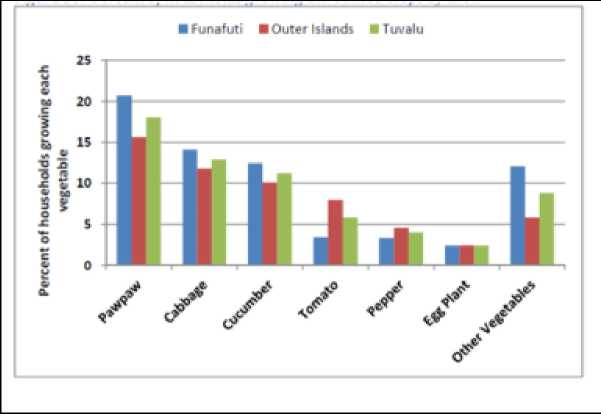 Funafuti Outer Islands Tuvalu
Percent of households growing each
vegetable
25
20
15
10
5
0
Pawpaw
Cabbage
Cucumber
Tomato
Pepper
Egg Plant
Other Vegetables